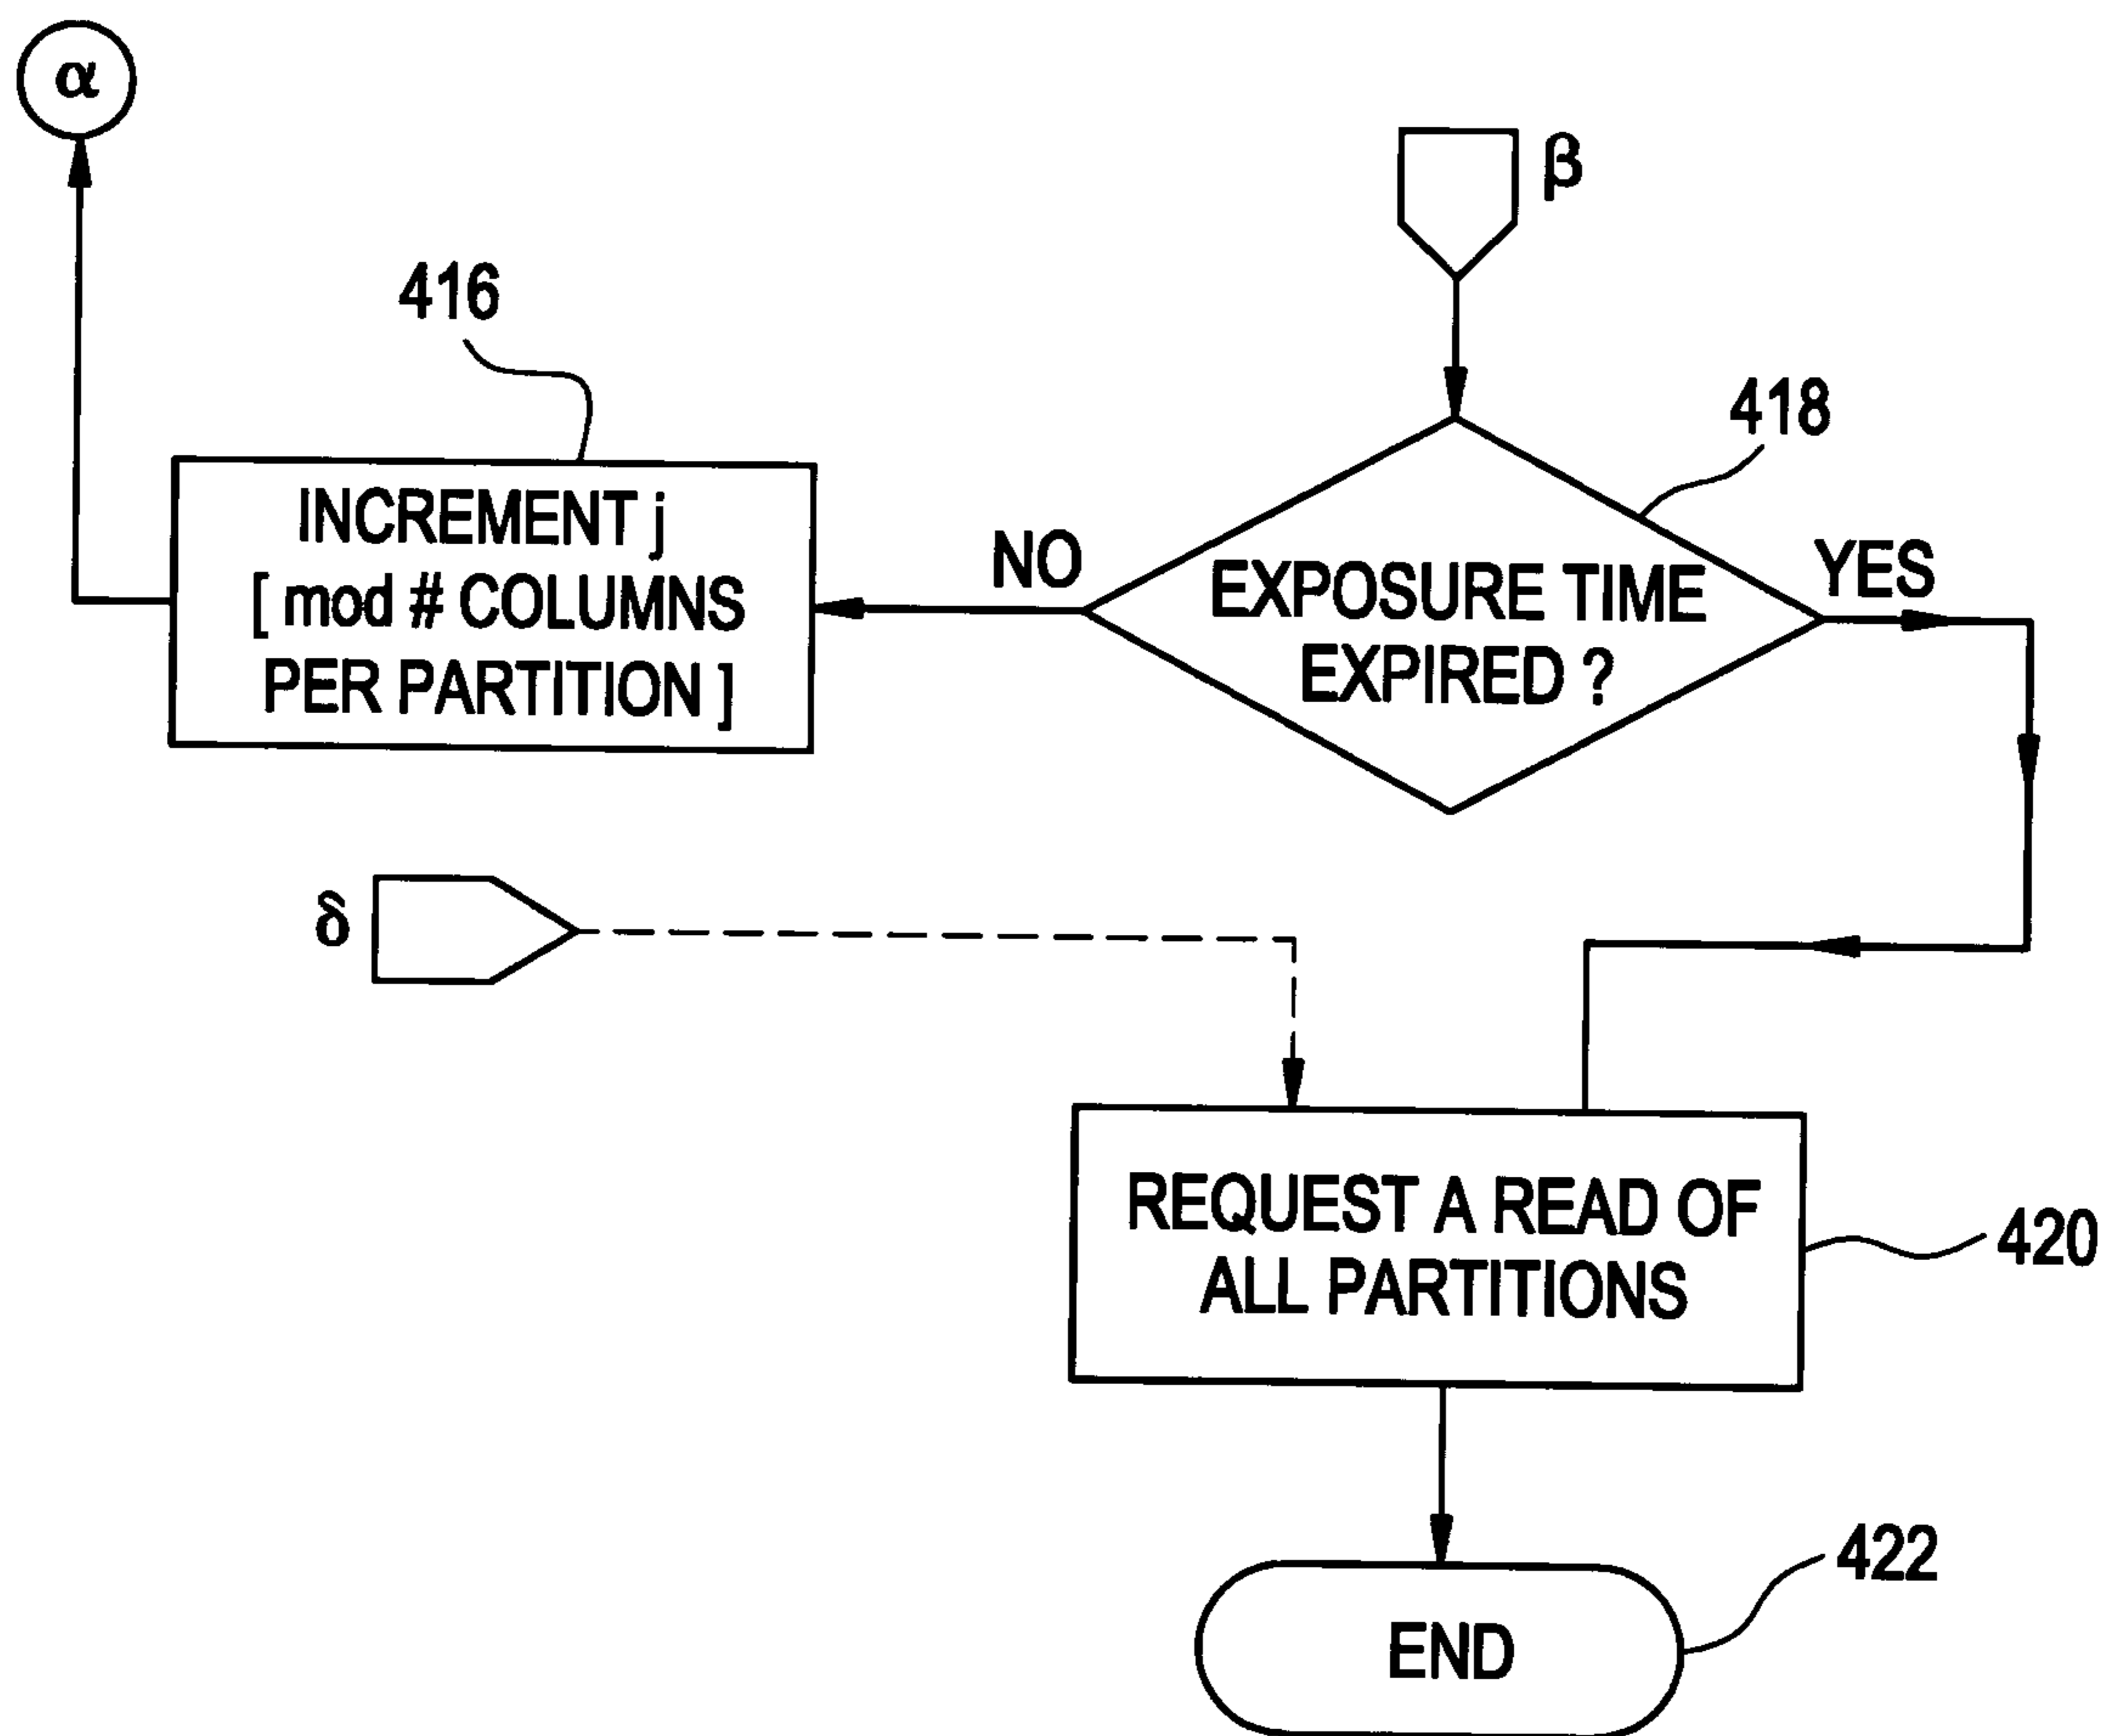 α
β
416
418
INCREMENT j
[ mod # COLUMNS
PER PARTITION ]
NO
EXPOSURE TIME
EXPIRED ?
YES
δ
REQUEST A READ OF
ALL PARTITIONS
420
422
END